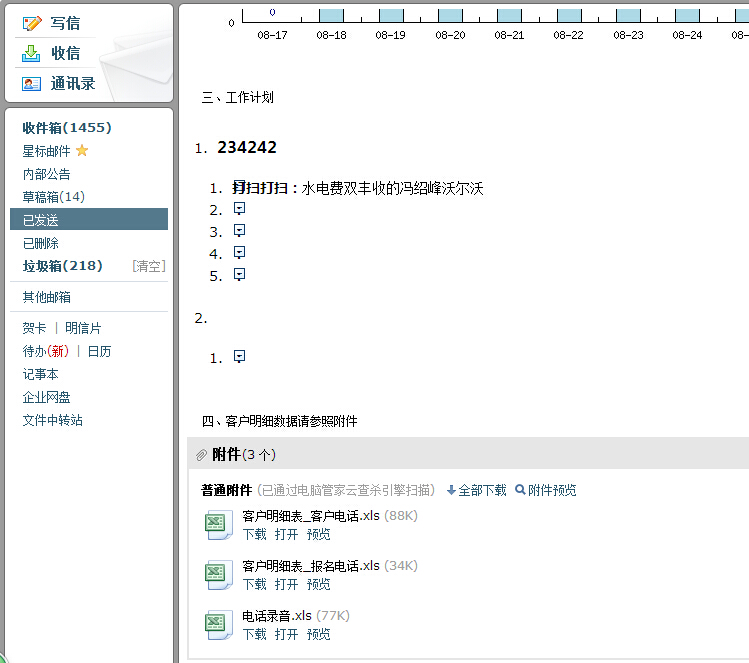 写信
收信
通讯录
收件箱(1455)
星标邮件
内部公告
草稿箱(14)
已发送
已删除
垃圾箱(218) [清空]
其他邮箱
贺卡 | 明信片
待办(新) | 日历
记事本
企业网盘
文件中转站
0 0
08-17 08-18 08-19 08-20 08-21 08-22 08-23 08-24 08-
三、工作计划
1. 234242
1. 打扫打扫：水电费双丰收的冯绍峰沃尔沃
2.
3.
4.
5.
2.
1.
四、客户明细数据请参照附件
附件(3 个)
普通附件 (已通过电脑管家云查杀引擎扫描) 全部下载 附件预览
客户明细表_客户电话.xls (88K)
下载 打开 预览
客户明细表_报名电话.xls (34K)
下载 打开 预览
电话录音.xls (77K)
下载 打开 预览